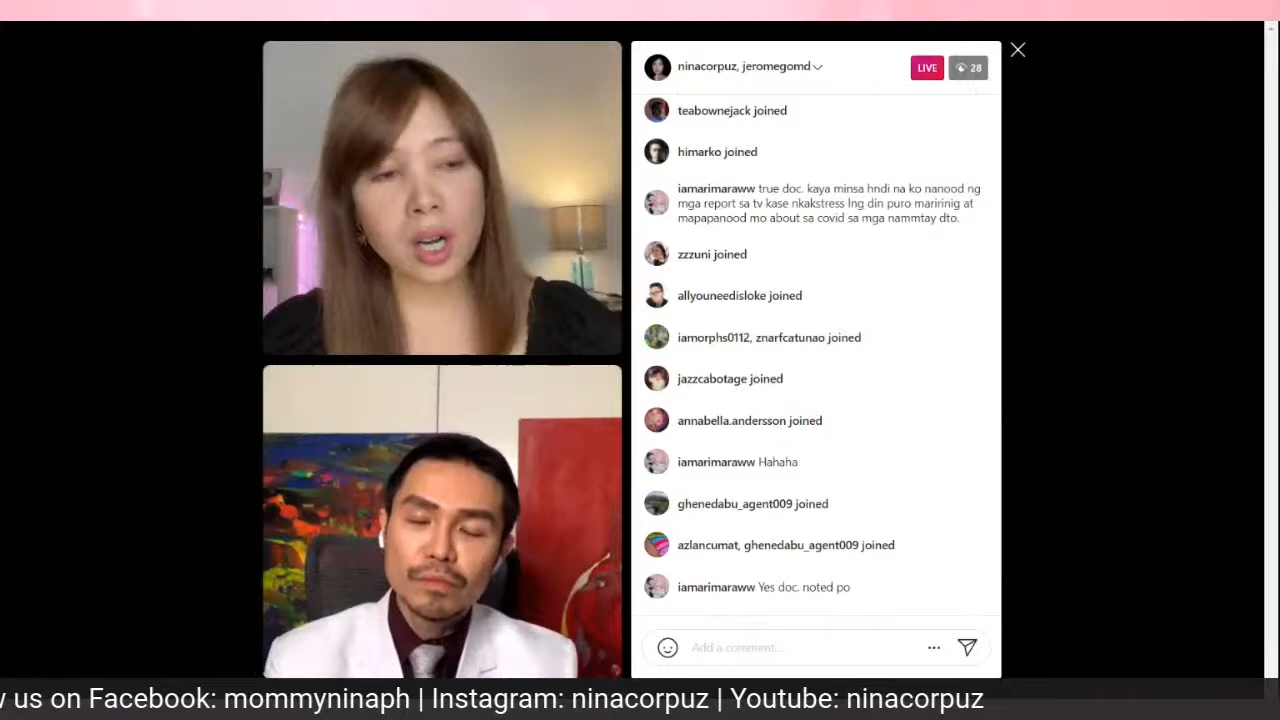 ninacorpuz, jeromegomd
LIVE
28
teabownejack joined
himarko joined
iamarimaraww true doc. kaya minsa hndi na ko nanood ng
mga report sa tv kase nkakstress lng din puro maririnig at
mapapanood mo about sa covid sa mga nammtay dto.
zzzuni joined
allyouneedisloke joined
iamorphs0112, znarfcatunao joined
jazzcabotage joined
annabella.andersson joined
iamarimaraww Hahaha
ghenedabu_agent009 joined
azlancumat, ghenedabu_agent009 joined
iamarimaraww Yes doc. noted po
Add a comment...
us on Facebook: mommyninaph | Instagram: ninacorpuz | Youtube: ninacorpuz